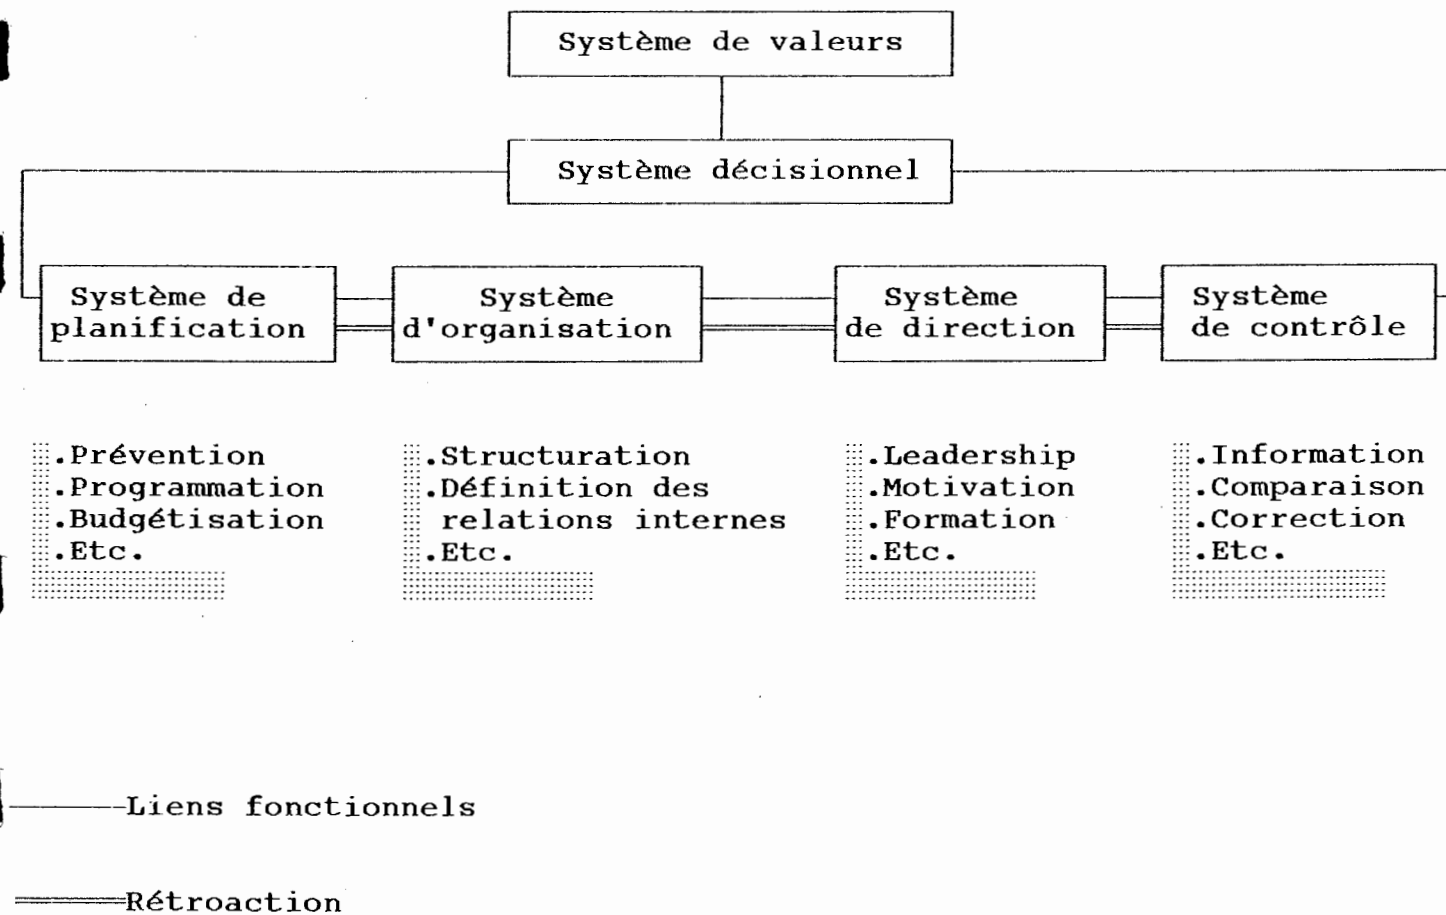 Système de valeurs
Système décisionnel
Système de
planification
Système
d'organisation
Système
de direction
Système
de contrôle
.Prévention
.Programmation
.Budgétisation
.Etc.
.Structuration
.Définition des
relations internes
.Etc.
.Leadership
.Motivation
.Formation
.Etc.
.Information
.Comparaison
.Correction
.Etc.
Liens fonctionnels
Rétroaction